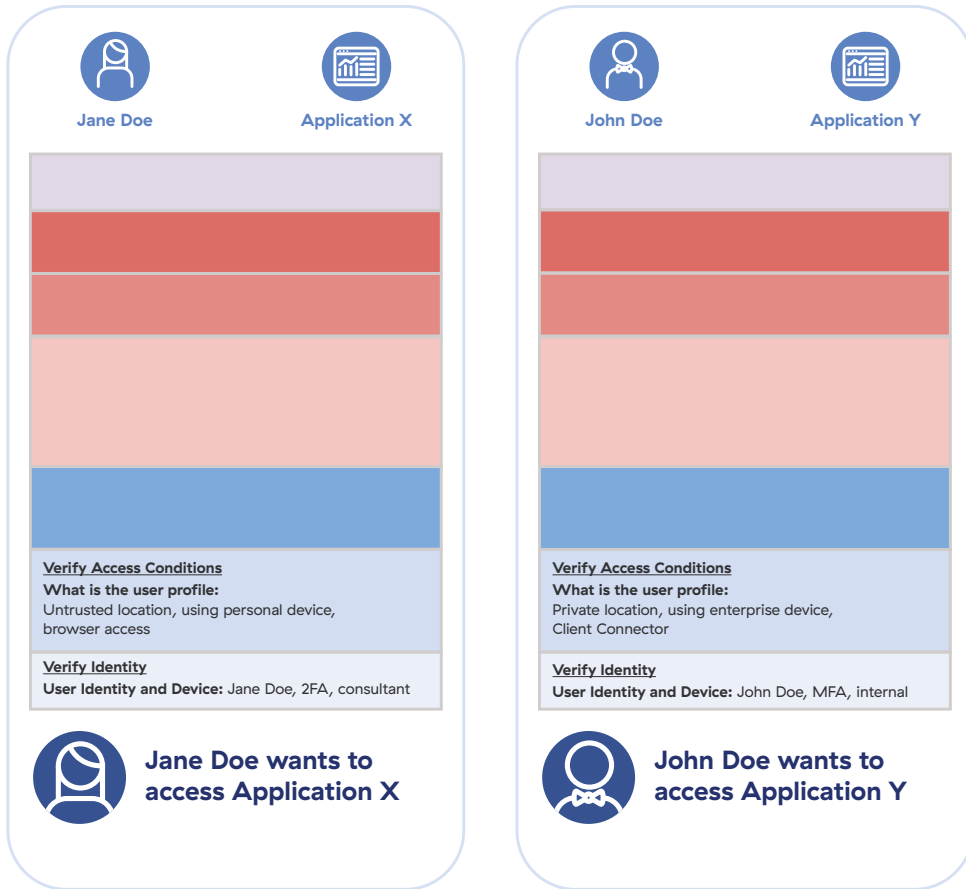 Jane Doe
Application X
Verify Access Conditions
What is the user profile:
Untrusted location, using personal device,
browser access
Verify Identity
User Identity and Device: Jane Doe, 2FA, consultant
Jane Doe wants to
access Application X
John Doe
Application Y
Verify Access Conditions
What is the user profile:
Private location, using enterprise device,
Client Connector
Verify Identity
User Identity and Device: John Doe, MFA, internal
John Doe wants to
access Application Y